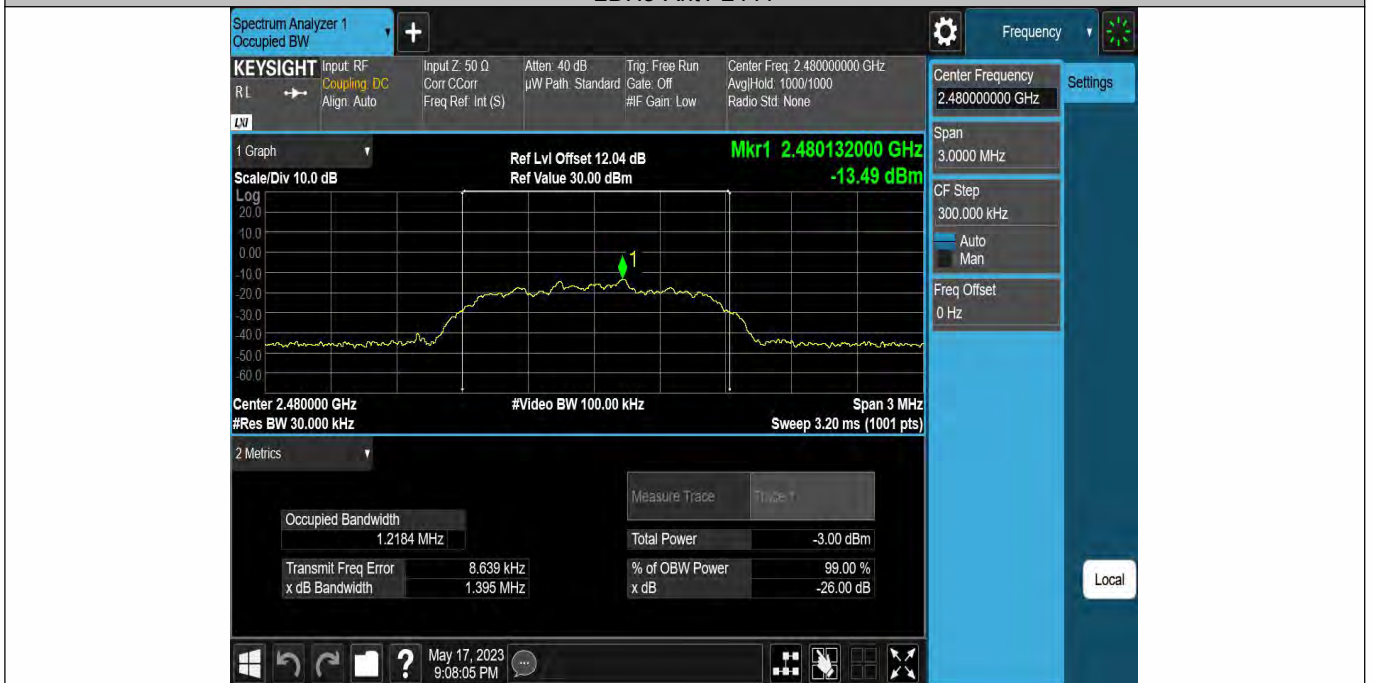 Spectrum Analyzer 1
Occupied BW
Frequency
KEYSIGHT
RL
LXI
Input: RF
Coupling: DC
Align: Auto
Input Z: 50 Ω
Corr CCorr
Freq Ref: Int (S)
Atten: 40 dB
µW Path: Standard
Trig: Free Run
Gate: Off
#IF Gain: Low
Center Freq: 2.480000000 GHz
Avg|Hold: 1000/1000
Radio Std: None
Center Frequency
2.480000000 GHz
Settings
Span
3.0000 MHz
CF Step
300.000 kHz
Auto
Man
Freq Offset
0 Hz
1 Graph
Scale/Div 10.0 dB
Ref Lvl Offset 12.04 dB
Ref Value 30.00 dBm
Mkr1 2.480132000 GHz
-13.49 dBm
Log
20.0
10.0
0.00
-10.0
-20.0
-30.0
-40.0
-50.0
-60.0
1
Center 2.480000 GHz
#Res BW 30.000 kHz
#Video BW 100.00 kHz
Span 3 MHz
Sweep 3.20 ms (1001 pts)
2 Metrics
Measure Trace
Trace 1
Occupied Bandwidth
1.2184 MHz
Total Power
-3.00 dBm
Transmit Freq Error
8.639 kHz
% of OBW Power
99.00 %
x dB Bandwidth
1.395 MHz
x dB
-26.00 dB
Local
May 17, 2023
9:08:05 PM